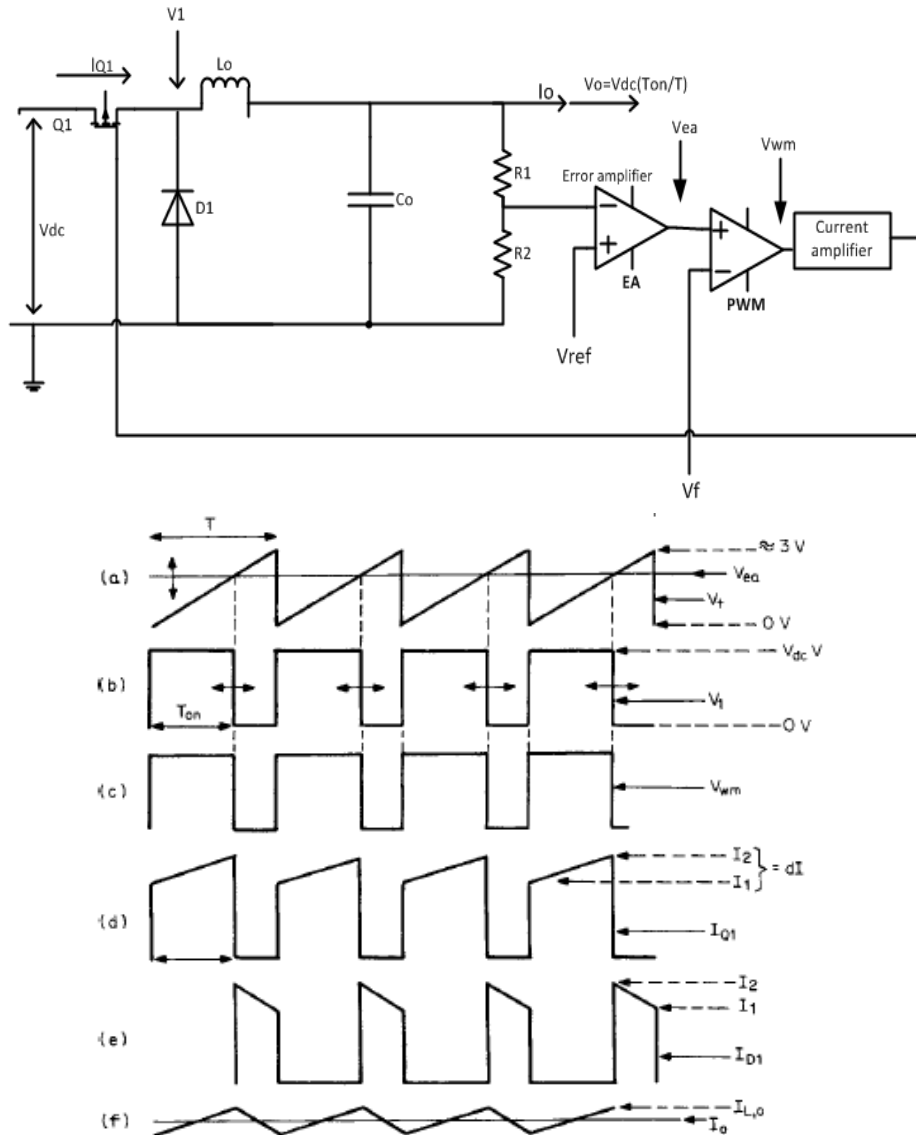 V1
IQ1
Lo
Io
Vo=Vdc(Ton/T)
Vea
Vwm
Q1
R1
Error amplifier
D1
Co
Vdc
R2
−
+
EA
+
−
PWM
Current
amplifier
Vref
Vf
T
≈ 3 V
(a)
Vea
Vt
0 V
Vdc V
(b)
Ton
V1
0 V
(c)
Vwm
I2
I1
= dI
(d)
IQ1
I2
I1
(e)
ID1
(f)
IL,o
Io